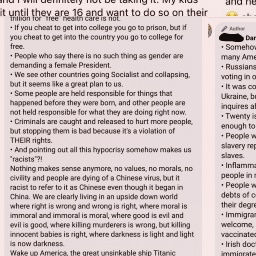 and I will definitely not be taking it. My kids
it until they are 16 and want to do so on their
trillion for "free" health care is not.
• If you cheat to get into college you go to prison, but if
you cheat to get into the country you go to college for
free.
• People who say there is no such thing as gender are
demanding a female President.
• We see other countries going Socialist and collapsing,
but it seems like a great plan to us.
• Some people are held responsible for things that
happened before they were born, and other people are
not held responsible for what they are doing right now.
• Criminals are caught and released to hurt more people,
but stopping them is bad because it's a violation of
THEIR rights.
• And pointing out all this hypocrisy somehow makes us
"racists"?!
Nothing makes sense anymore, no values, no morals, no
civility and people are dying of a Chinese virus, but it
racist to refer to it as Chinese even though it began in
China. We are clearly living in an upside down world
where right is wrong and wrong is right, where moral is
immoral and immoral is moral, where good is evil and
evil is good, where killing murderers is wrong, but killing
innocent babies is right, where darkness is light and light
is now darkness.
Wake up America, the great unsinkable ship Titanic
her ha
Author
Dar
• Somehow
many Ame
• Russians
voting in o
• It was co
Ukraine, b
inquires al
• Twenty is
enough to
• People w
slavery rep
slaves.
• Inflamma
people in
• People w
debts of c
their degre
• Immigra
welcome,
vaccinated
• Irish doct